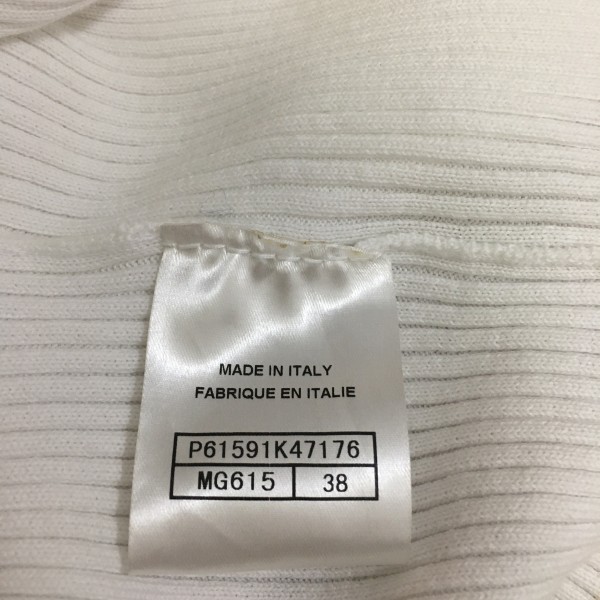 MADE IN ITALY
FABRIQUE EN ITALIE
P61591K47176
MG615 38